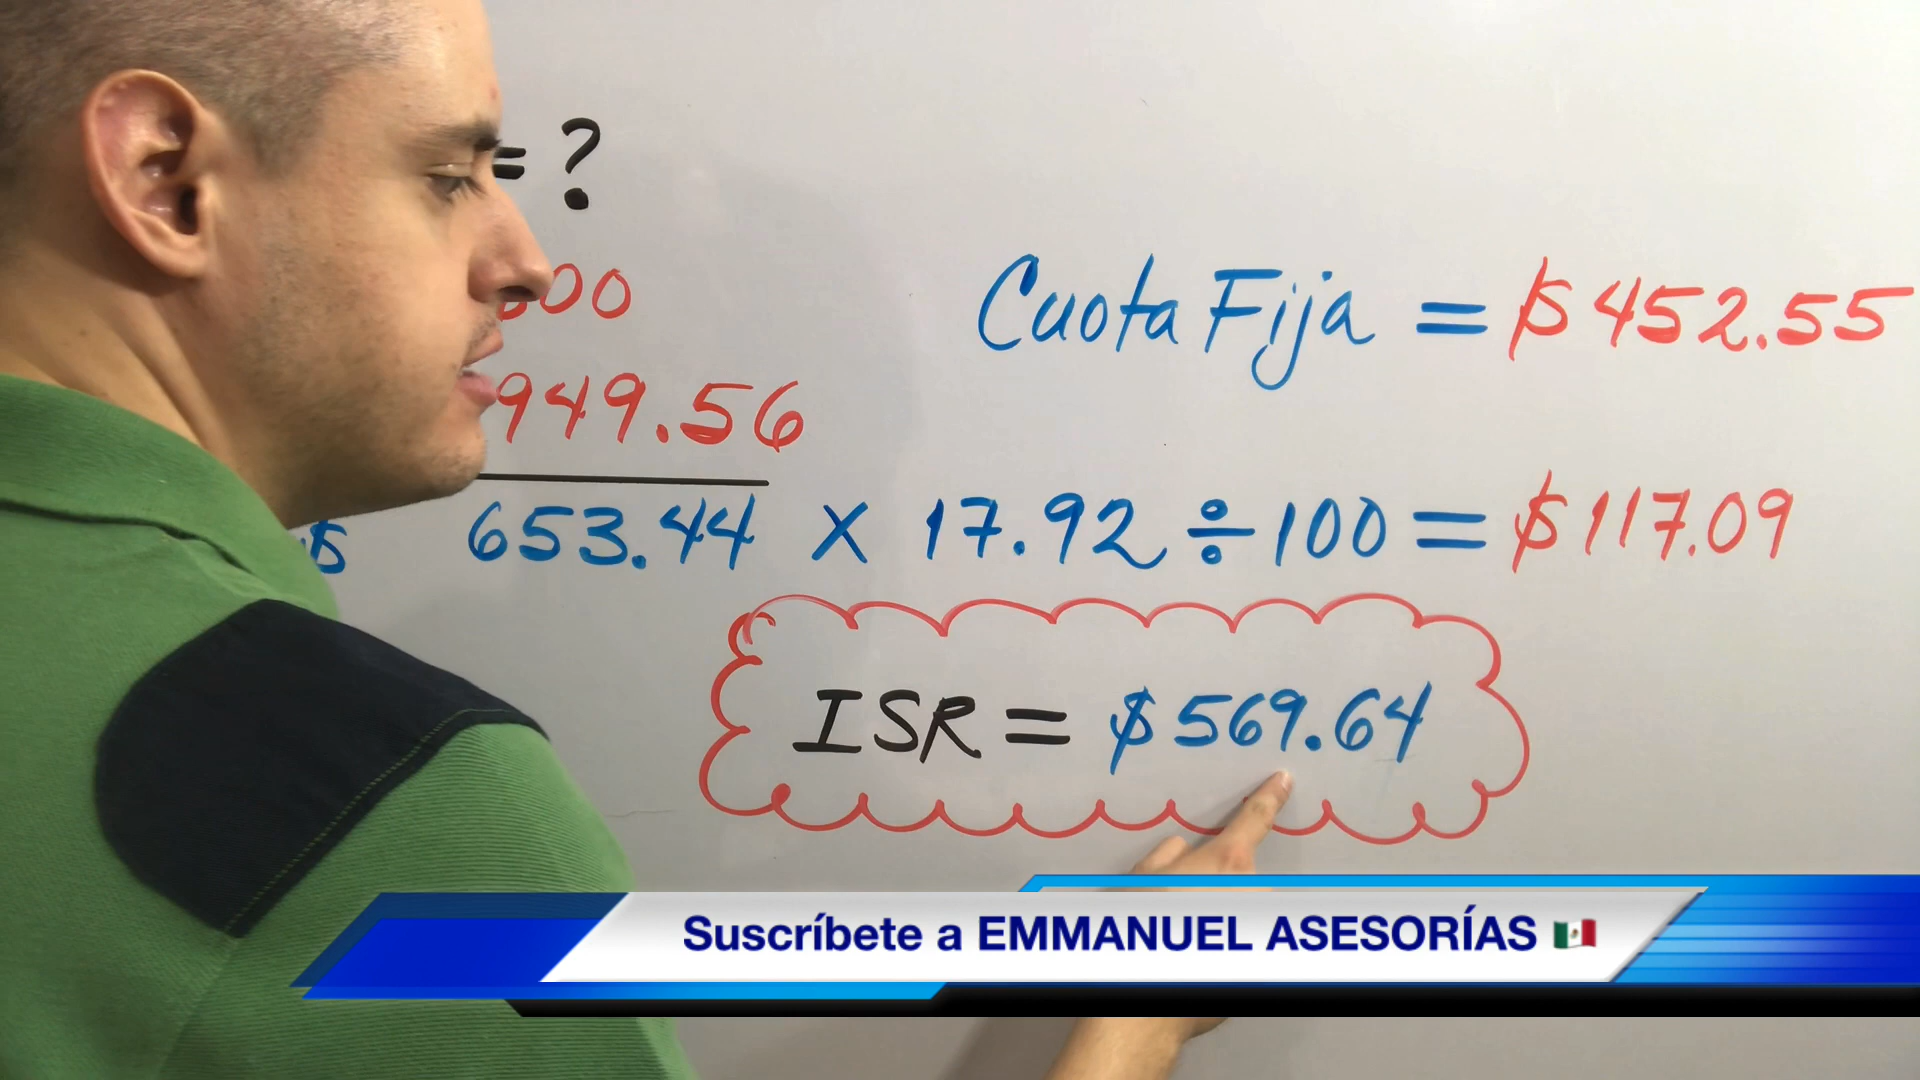 = ?
00
Cuota Fija = $ 452.55
949.56
$ 653.44 X 17.92 ÷ 100 = $ 117.09
ISR = $ 569.64
Suscríbete a EMMANUEL ASESORÍAS